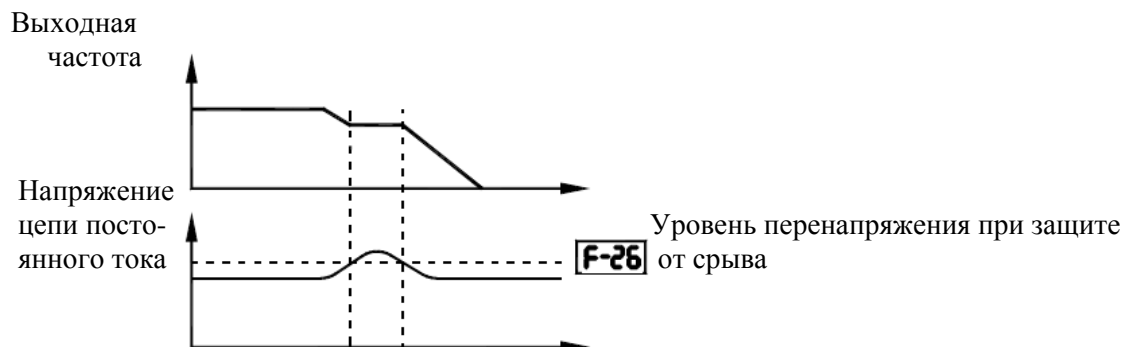 Выходная
частота
Напряжение
цепи посто-
янного тока
Уровень перенапряжения при защите
F-26 от срыва